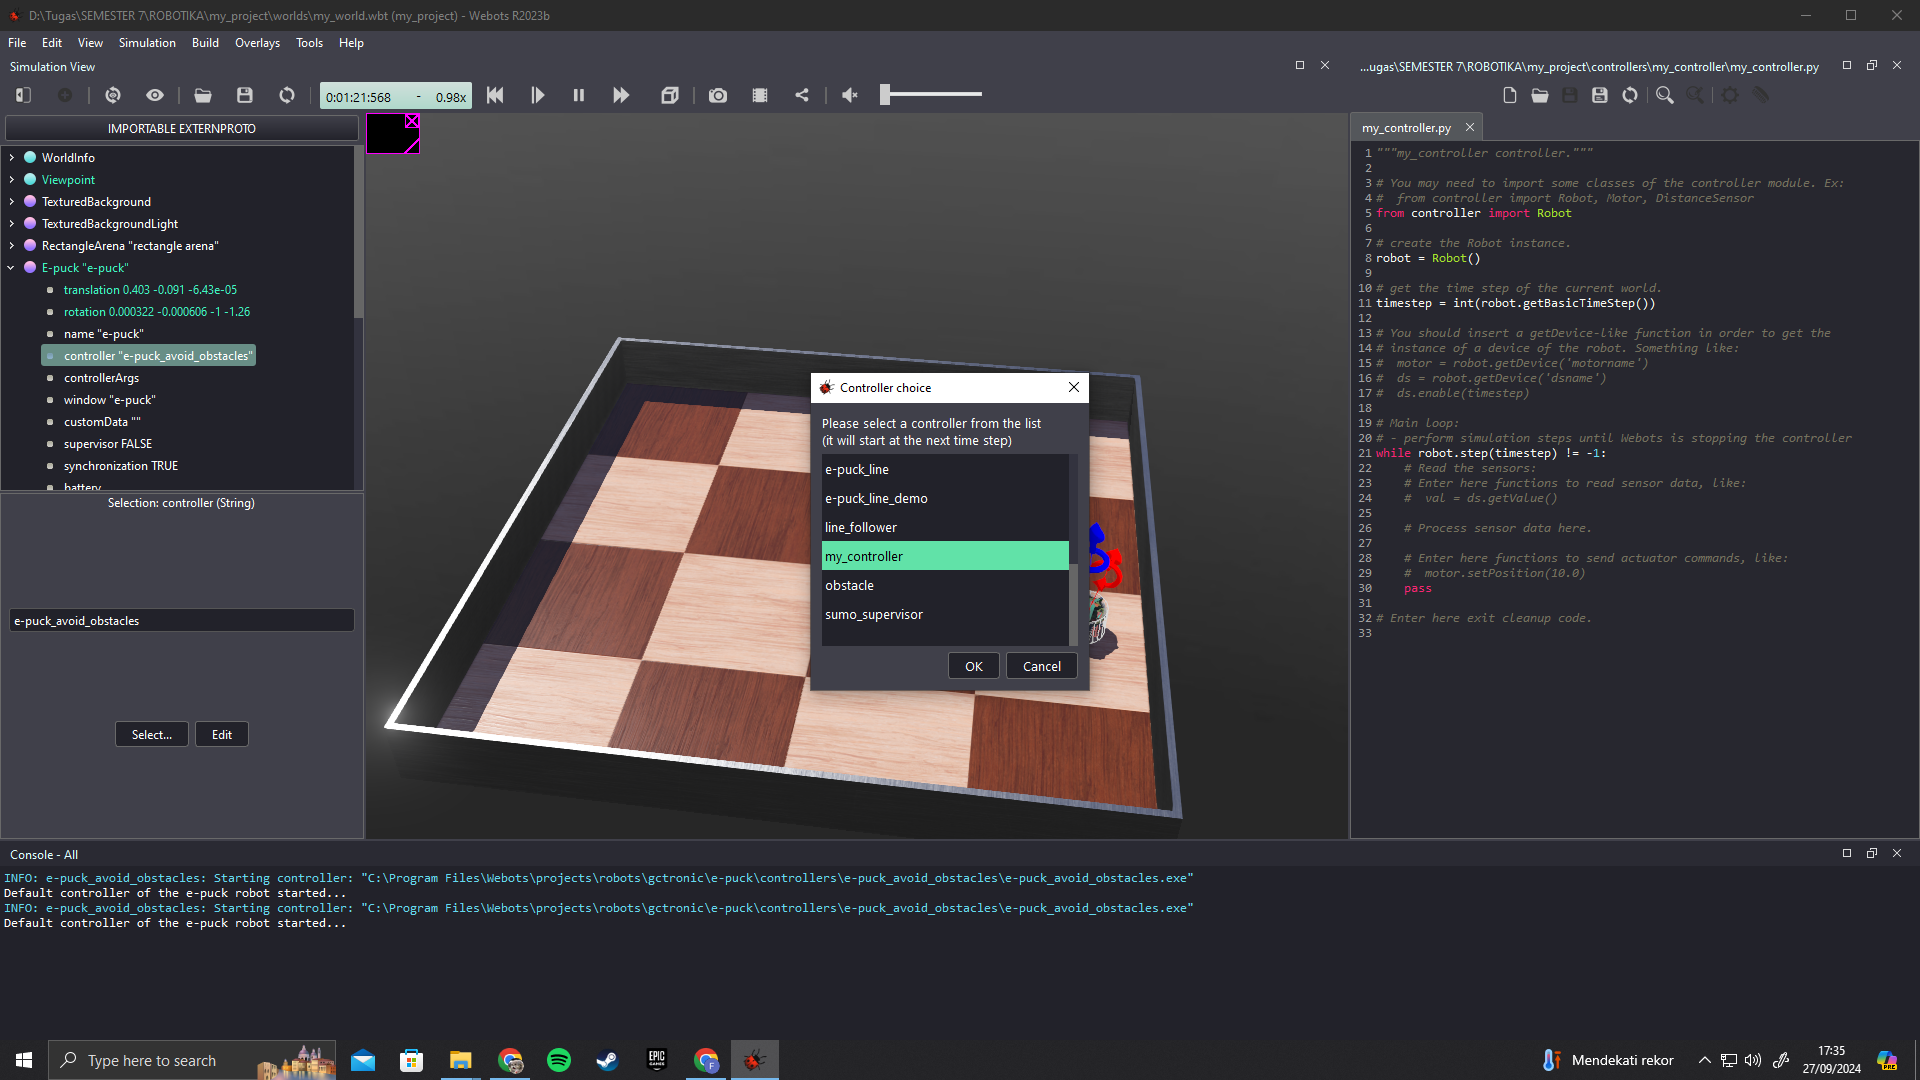 D:\Tugas\SEMESTER 7\ROBOTIKA\my_project\worlds\my_world.wbt (my_project) - Webots R2023b
File Edit View Simulation Build Overlays Tools Help
Simulation View
0:01:21:568 - 0.98x
IMPORTABLE EXTERNPROTO
WorldInfo
Viewpoint
TexturedBackground
TexturedBackgroundLight
RectangleArena "rectangle arena"
E-puck "e-puck"
translation 0.403 -0.091 -6.43e-05
rotation 0.000322 -0.000606 -1 -1.26
name "e-puck"
controller "e-puck_avoid_obstacles"
controllerArgs
window "e-puck"
customData ""
supervisor FALSE
synchronization TRUE
battery
Selection: controller (String)
e-puck_avoid_obstacles
Select... Edit
Controller choice
Please select a controller from the list
(it will start at the next time step)
e-puck_line
e-puck_line_demo
line_follower
my_controller
obstacle
sumo_supervisor
OK Cancel
...ugas\SEMESTER 7\ROBOTIKA\my_project\controllers\my_controller\my_controller.py
my_controller.py
1 """my_controller controller."""
2
3 # You may need to import some classes of the controller module. Ex:
4 #  from controller import Robot, Motor, DistanceSensor
5 from controller import Robot
6
7 # create the Robot instance.
8 robot = Robot()
9
10 # get the time step of the current world.
11 timestep = int(robot.getBasicTimeStep())
12
13 # You should insert a getDevice-like function in order to get the
14 # instance of a device of the robot. Something like:
15 #  motor = robot.getDevice('motorname')
16 #  ds = robot.getDevice('dsname')
17 #  ds.enable(timestep)
18
19 # Main loop:
20 # - perform simulation steps until Webots is stopping the controller
21 while robot.step(timestep) != -1:
22     # Read the sensors:
23     # Enter here functions to read sensor data, like:
24     #  val = ds.getValue()
25
26     # Process sensor data here.
27
28     # Enter here functions to send actuator commands, like:
29     #  motor.setPosition(10.0)
30     pass
31
32 # Enter here exit cleanup code.
33
Console - All
INFO: e-puck_avoid_obstacles: Starting controller: "C:\Program Files\Webots\projects\robots\gctronic\e-puck\controllers\e-puck_avoid_obstacles\e-puck_avoid_obstacles.exe"
Default controller of the e-puck robot started...
INFO: e-puck_avoid_obstacles: Starting controller: "C:\Program Files\Webots\projects\robots\gctronic\e-puck\controllers\e-puck_avoid_obstacles\e-puck_avoid_obstacles.exe"
Default controller of the e-puck robot started...
Type here to search
EPIC GAMES
F
Mendekati rekor
17:35
27/09/2024
PRE